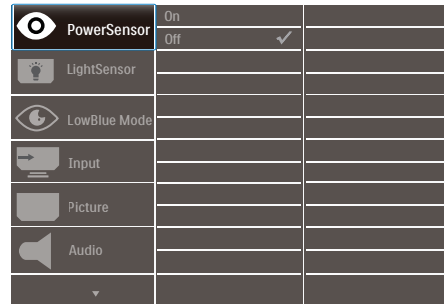 PowerSensor
On
Off
LightSensor
LowBlue Mode
Input
Picture
Audio